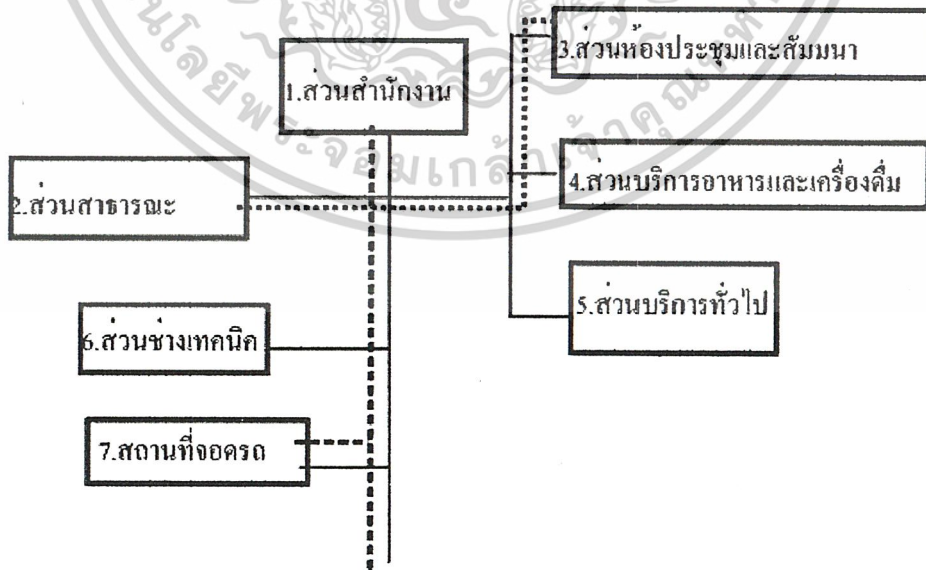 1.ส่วนสำนักงาน
2.ส่วนสาธารณะ
3.ส่วนห้องประชุมและสัมมนา
4.ส่วนบริการอาหารและเครื่องดื่ม
5.ส่วนบริการทั่วไป
6.ส่วนช่างเทคนิค
7.สถานที่จอดรถ